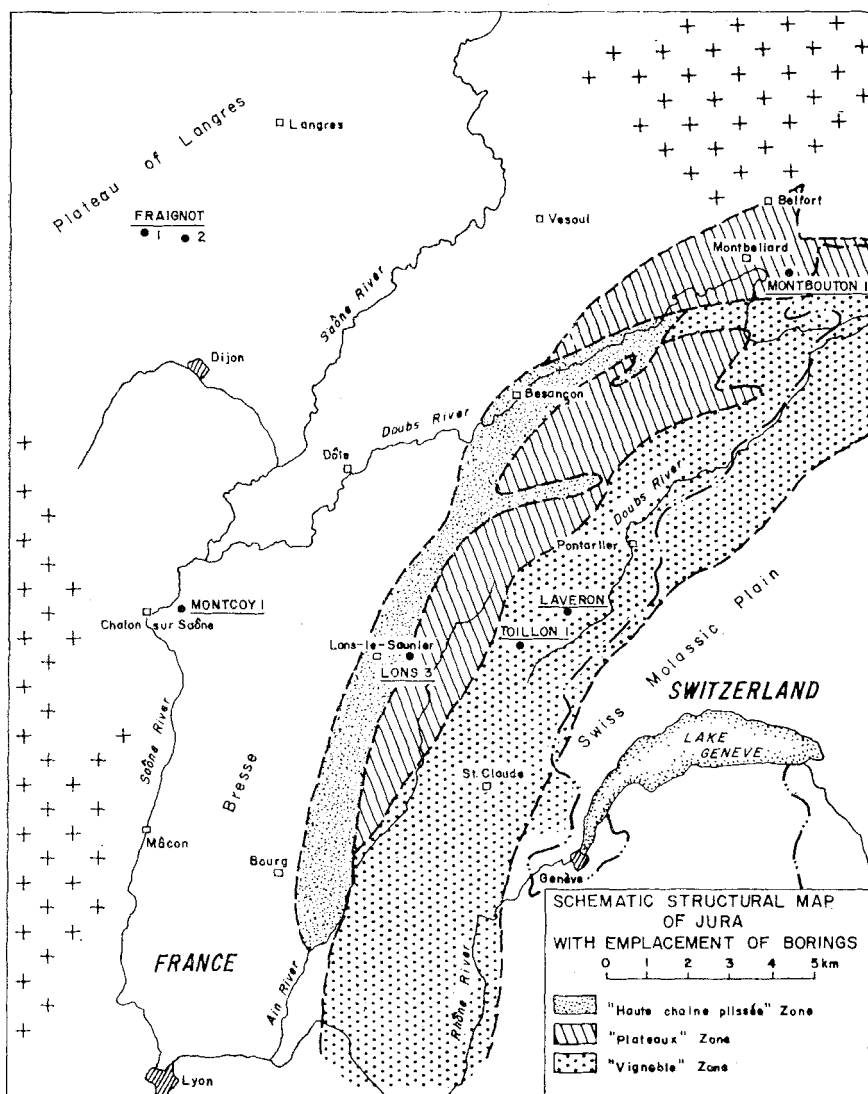 Plateau of Langres
Langres
FRAIGNOT
1 2
Vesoul
Belfort
Montbeliard
MONTBOUTON I
Saône River
Dijon
Besançon
Doubs River
Dôle
Doubs River
Pontarlier
MONTCOY I
Chalon sur Saône
LAVERON
TOILLON I
Lons-le-Saunier
LONS 3
Swiss Molassic Plain
SWITZERLAND
LAKE
GENEVE
Saône River
Bresse
St. Claude
Mâcon
Bourg
Genève
FRANCE
Ain River
Rhône River
Lyon
SCHEMATIC STRUCTURAL MAP
OF JURA
WITH EMPLACEMENT OF BORINGS
0 1 2 3 4 5 km
"Haute chaîne plissée" Zone
"Plateaux" Zone
"Vignoble" Zone